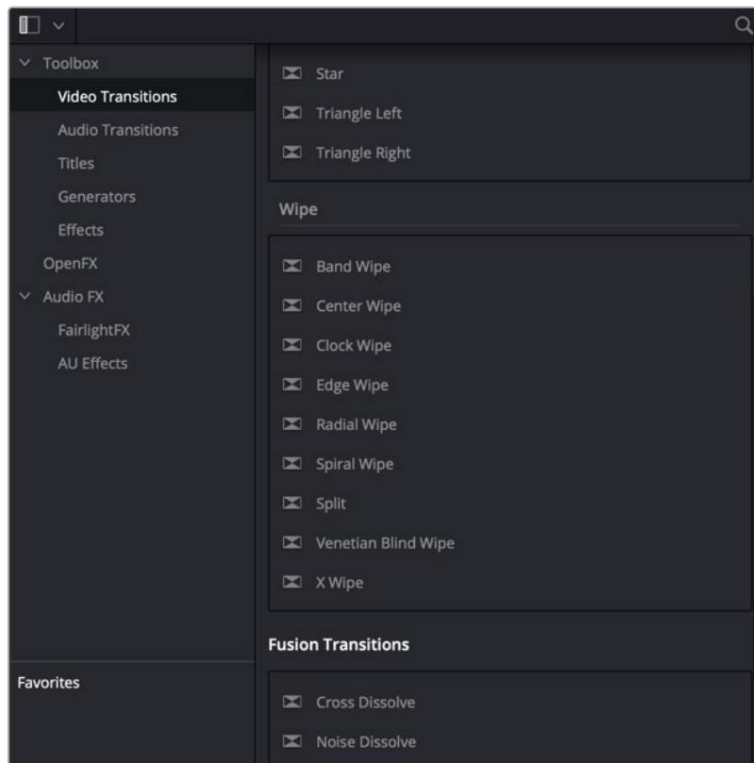 Toolbox
Video Transitions
Audio Transitions
Titles
Generators
Effects
OpenFX
Audio FX
FairlightFX
AU Effects
Favorites
Star
Triangle Left
Triangle Right
Wipe
Band Wipe
Center Wipe
Clock Wipe
Edge Wipe
Radial Wipe
Spiral Wipe
Split
Venetian Blind Wipe
X Wipe
Fusion Transitions
Cross Dissolve
Noise Dissolve